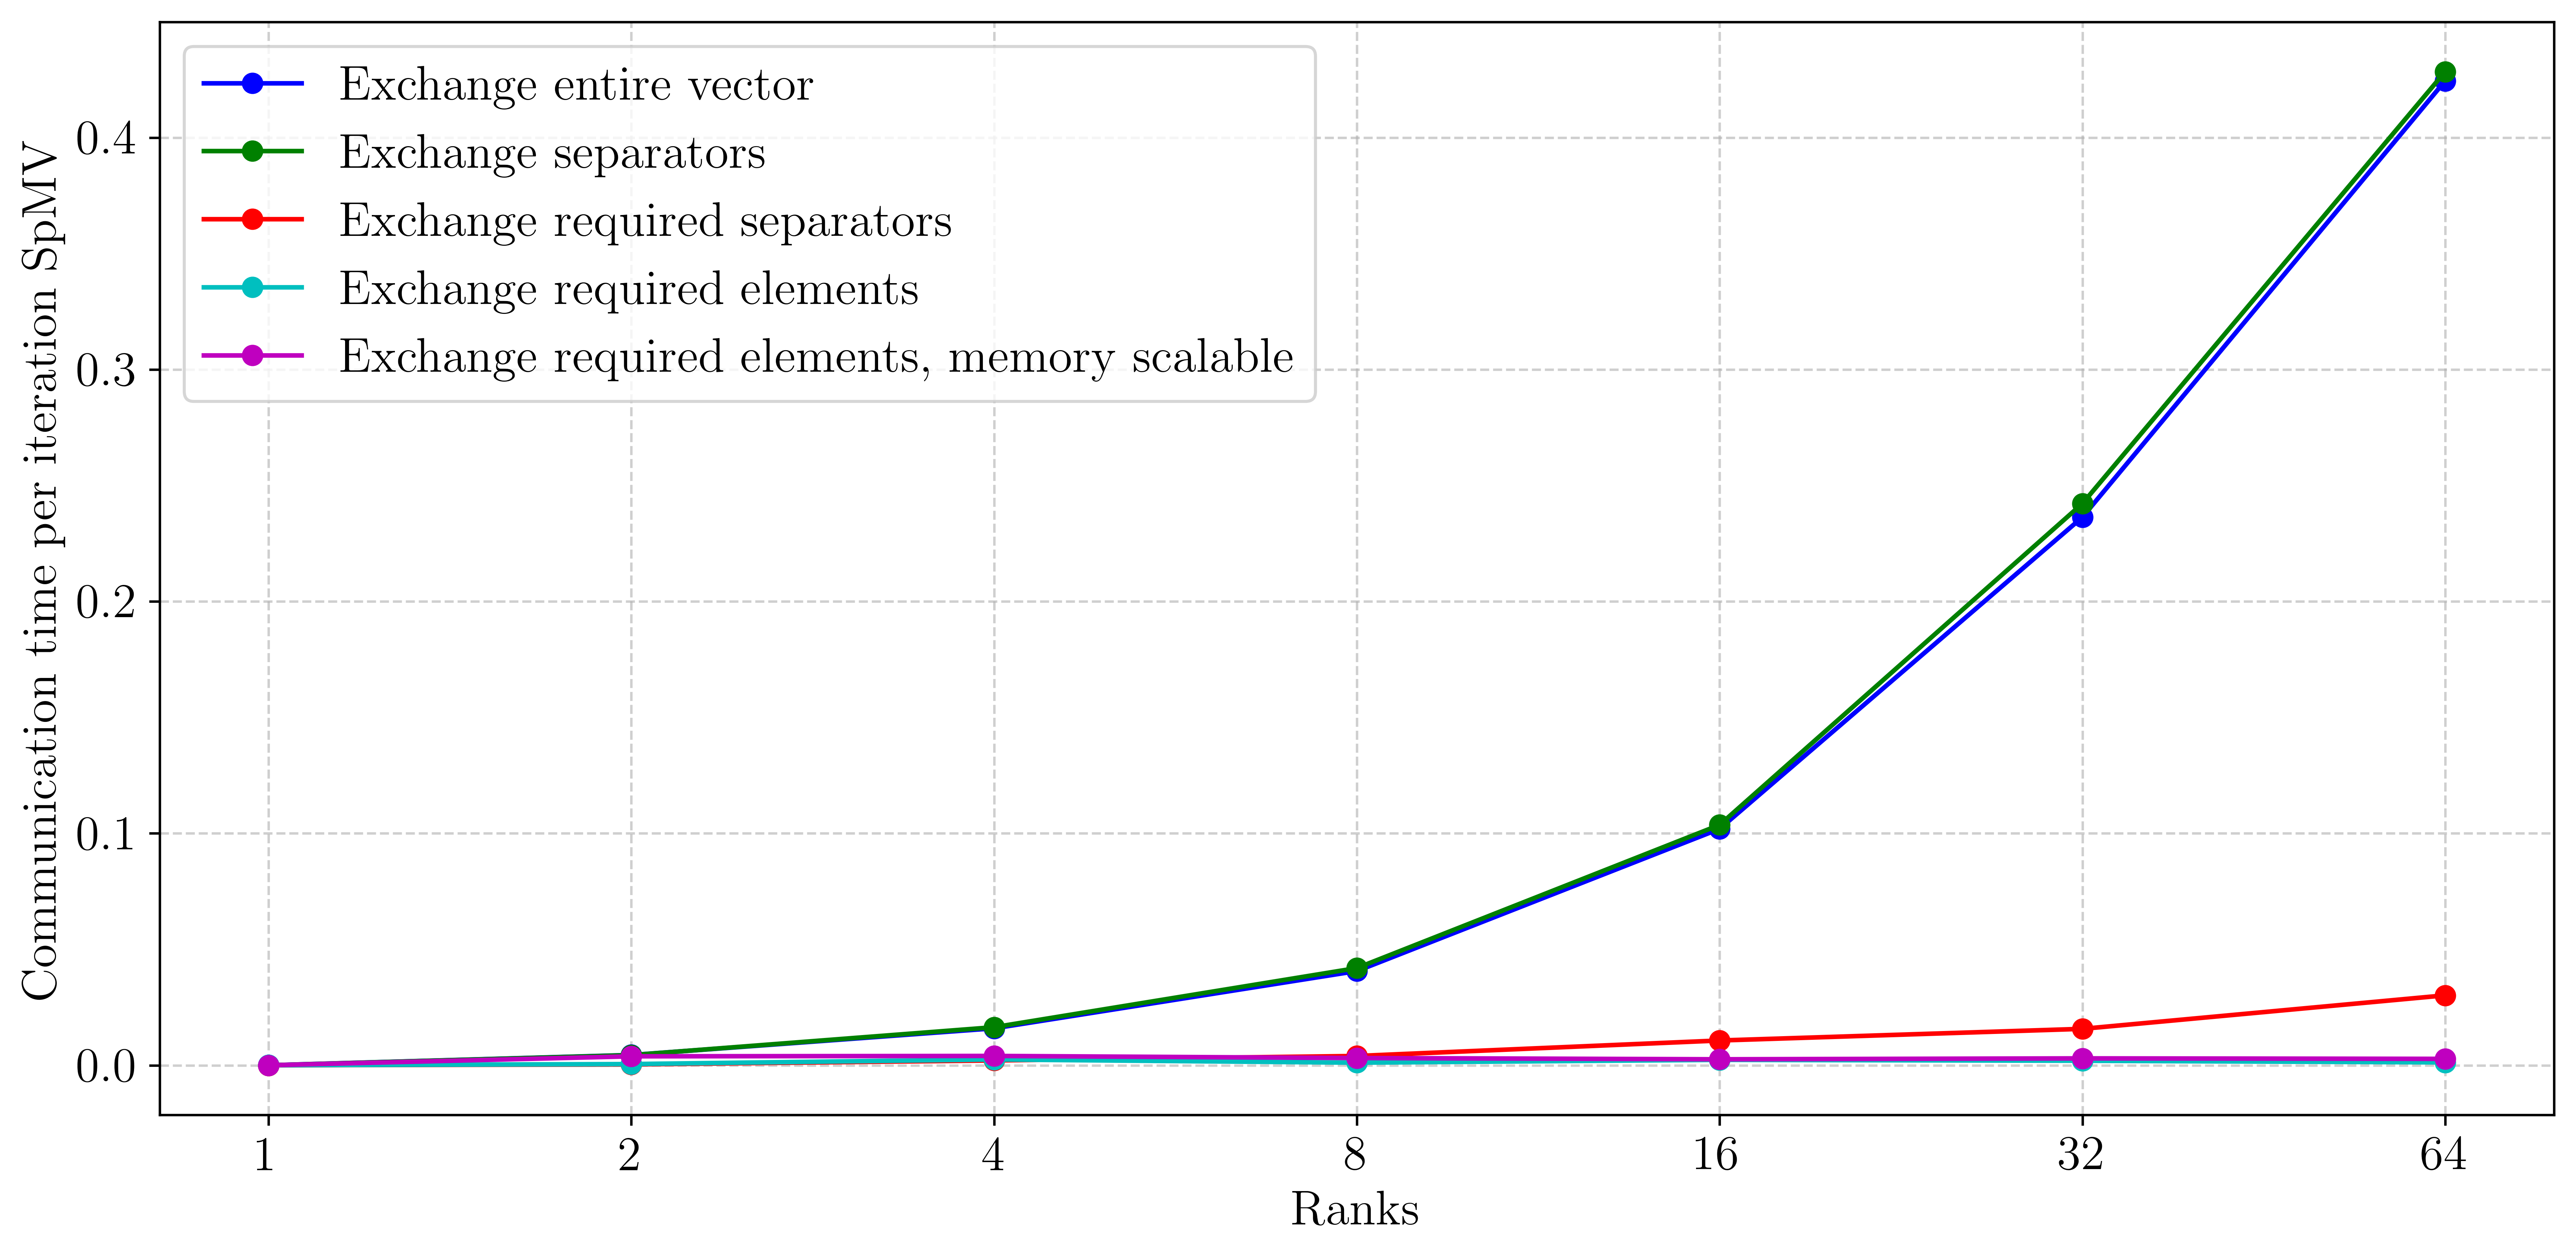 Exchange entire vector
Exchange separators
Exchange required separators
Exchange required elements
Exchange required elements, memory scalable
Communication time per iteration SpMV
0.4
0.3
0.2
0.1
0.0
1 2 4 8 16 32 64
Ranks